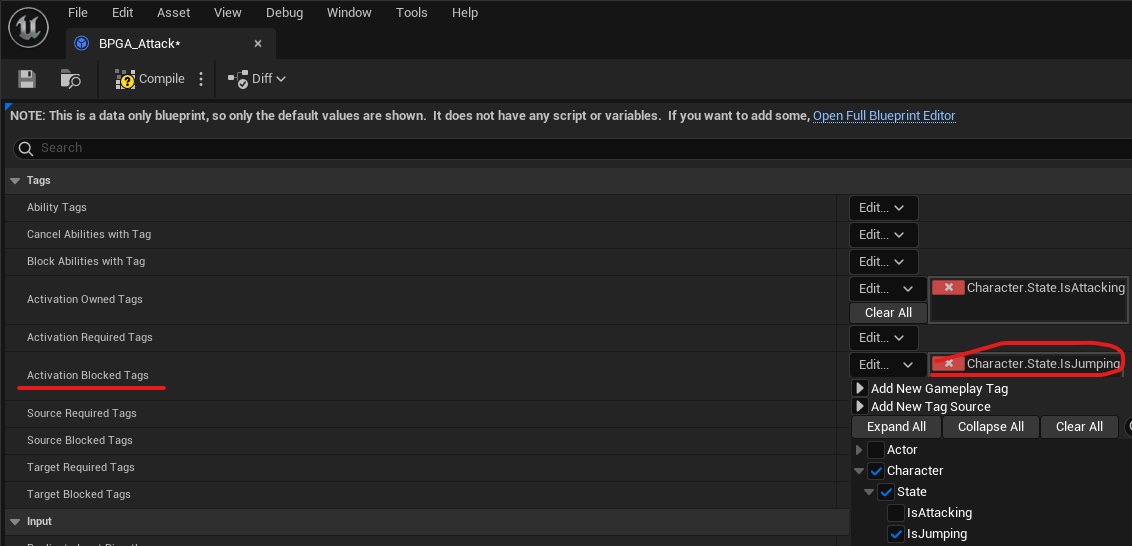 File Edit Asset View Debug Window Tools Help
BPGA_Attack*
Compile Diff
NOTE: This is a data only blueprint, so only the default values are shown. It does not have any script or variables. If you want to add some, Open Full Blueprint Editor
Search
Tags
Ability Tags Edit...
Cancel Abilities with Tag Edit...
Block Abilities with Tag Edit...
Activation Owned Tags Edit... Character.State.IsAttacking
Clear All
Activation Required Tags Edit...
Activation Blocked Tags Edit... Character.State.IsJumping
Add New Gameplay Tag
Add New Tag Source
Source Required Tags
Expand All Collapse All Clear All
Source Blocked Tags
Actor
Target Required Tags
Character
Target Blocked Tags
State
IsAttacking
Input
IsJumping